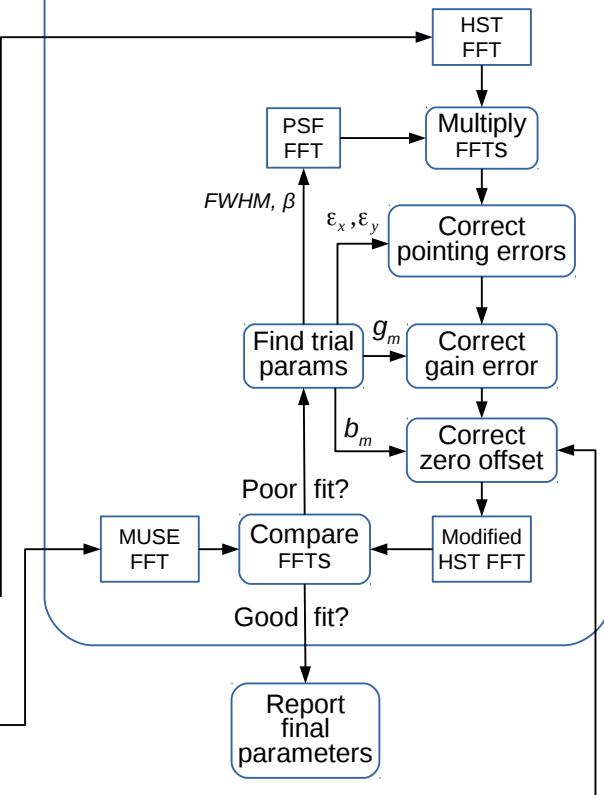 HST
FFT
PSF
FFT
Multiply
FFTs
FWHM, β
εx ,εy
Correct
pointing errors
Find trial
params
gm
Correct
gain error
bm
Correct
zero offset
Poor fit?
MUSE
FFT
Compare
FFTs
Modified
HST FFT
Good fit?
Report
final
parameters